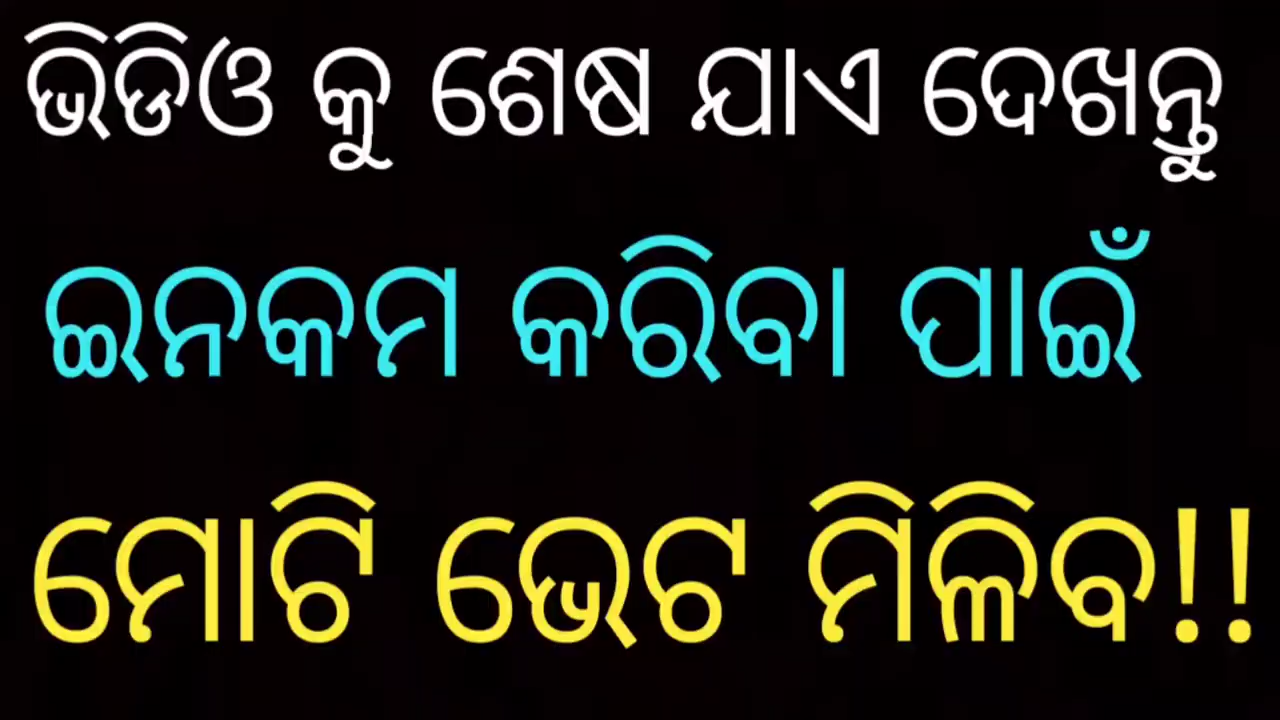 ଭିଡିଓ କୁ ଶେଷ ଯାଏ ଦେଖନ୍ତୁ
ଇନକମ କରିବା ପାଇଁ
ମୋଟି ଭେଟ ମିଳିବ!!